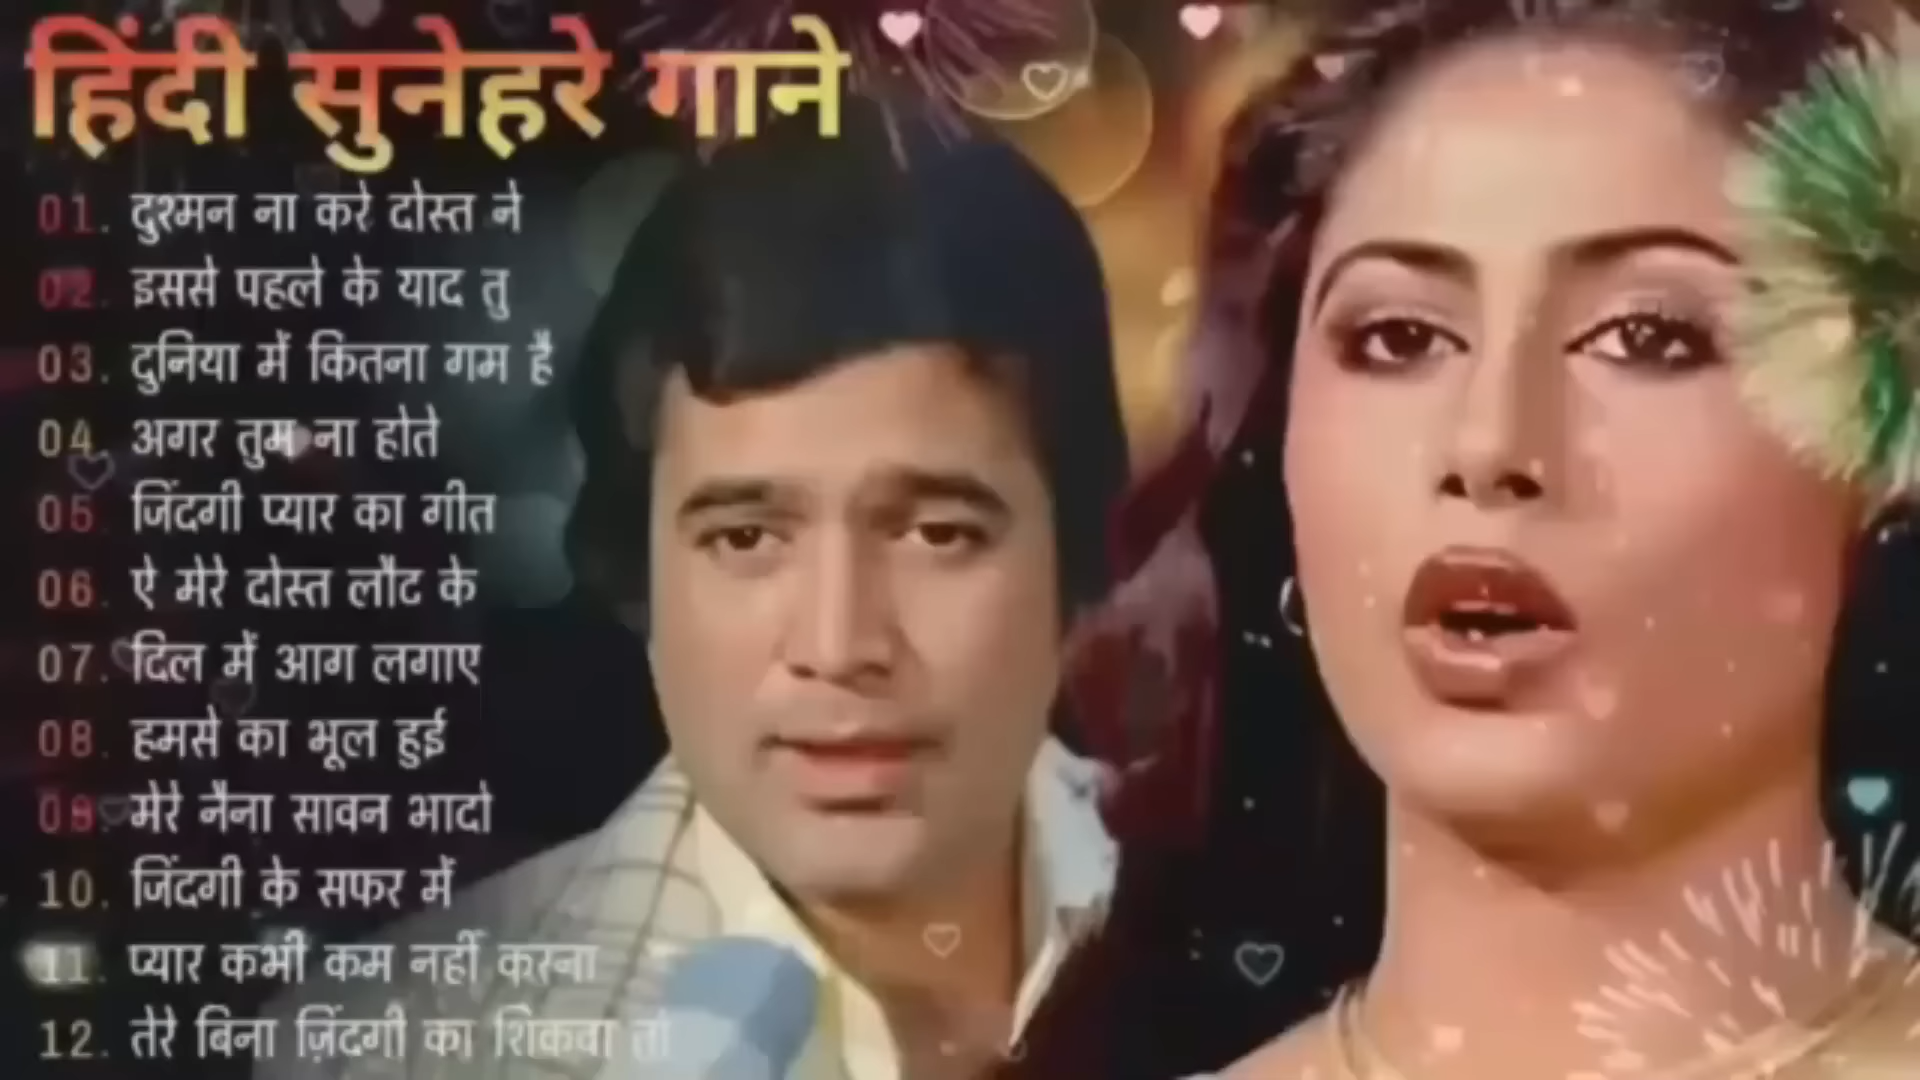 हिंदी सुनेहरे गाने
01. दुश्मन ना करे दोस्त ने
02. इससे पहले के याद तु
03. दुनिया में कितना गम है
04. अगर तुम ना होते
05. जिंदगी प्यार का गीत
06. ऐ मेरे दोस्त लौट के
07. दिल में आग लगाए
08. हमसे का भूल हुई
09. मेरे नैना सावन भादो
10. जिंदगी के सफर में
11. प्यार कभी कम नहीं करना
12. तेरे बिना ज़िंदगी का शिकवा तो